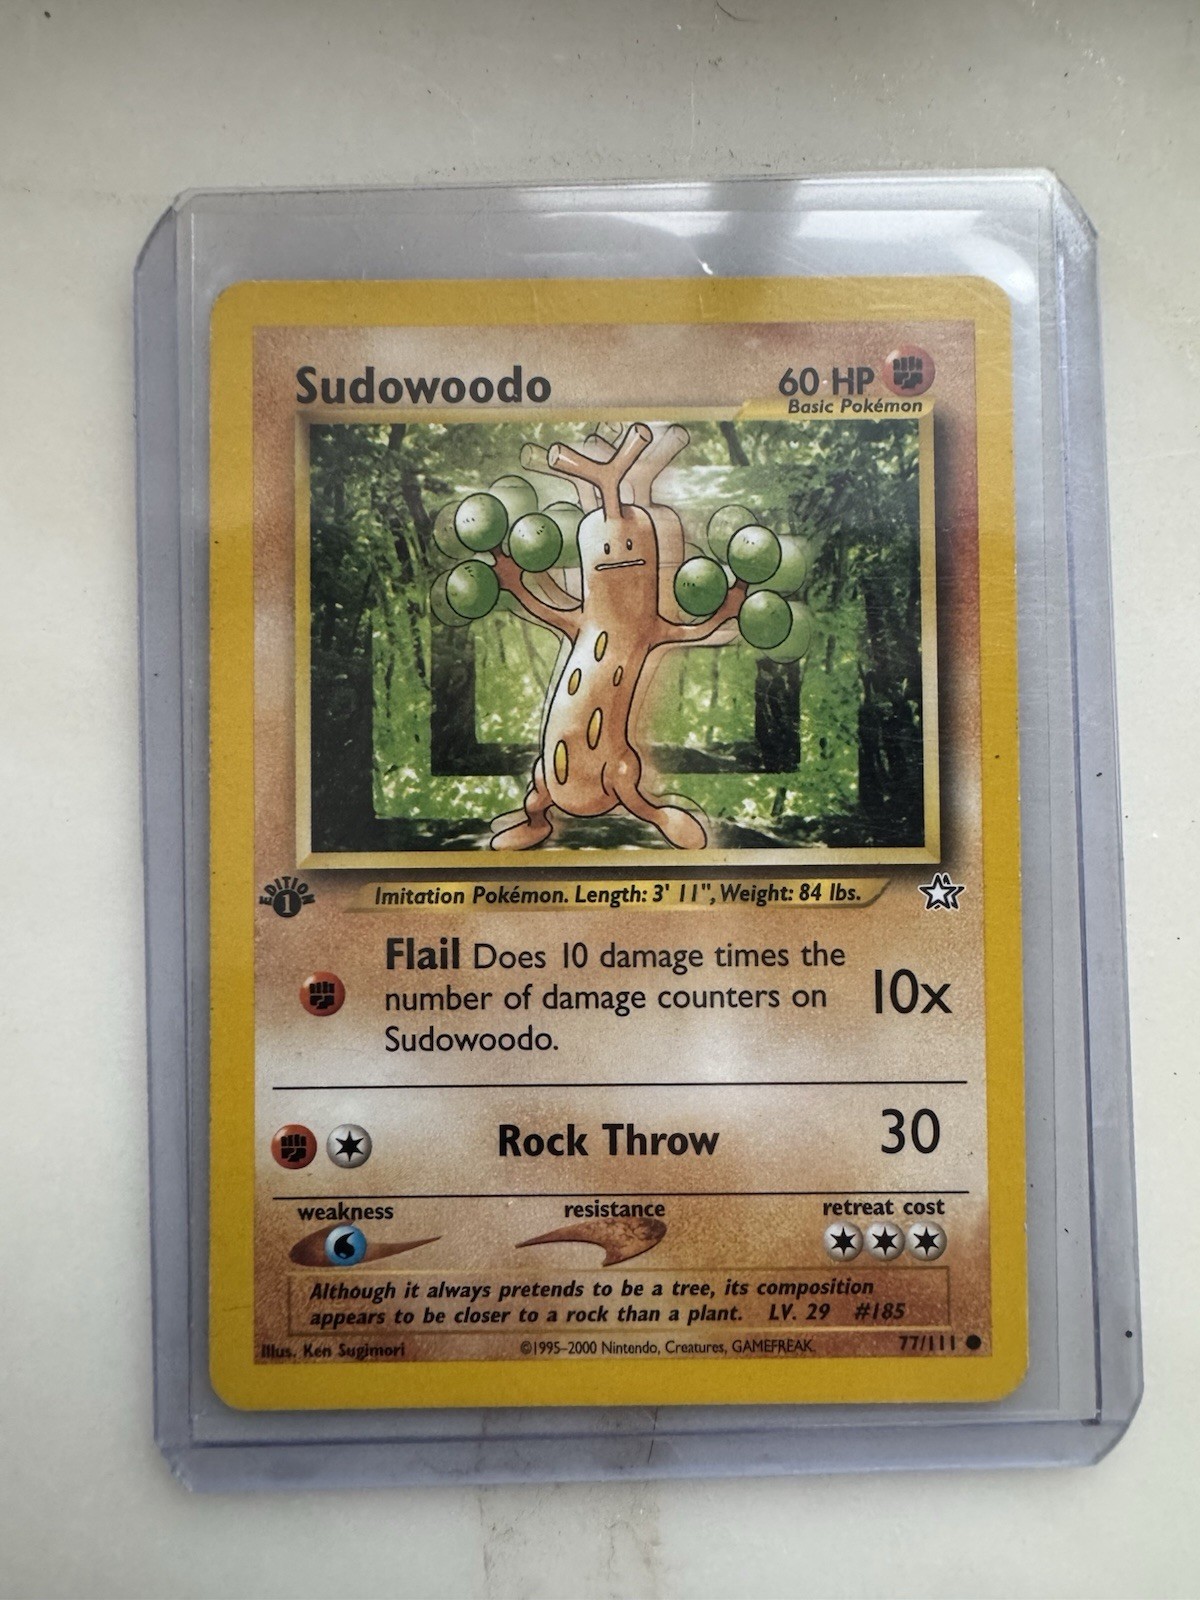 Sudowoodo
60 HP
Basic Pokémon
EDITION
1
Imitation Pokémon. Length: 3' 11", Weight: 84 lbs.
Flail Does 10 damage times the
number of damage counters on
Sudowoodo.
10x
Rock Throw
30
weakness
resistance
retreat cost
Although it always pretends to be a tree, its composition
appears to be closer to a rock than a plant. LV. 29 #185
Illus. Ken Sugimori
©1995-2000 Nintendo, Creatures, GAMEFREAK.
77/111